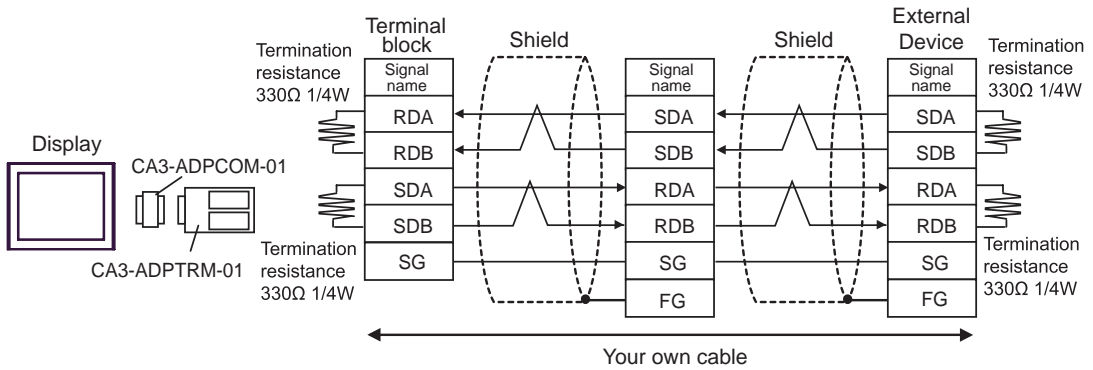 Display
CA3-ADPCOM-01
CA3-ADPTRM-01
Termination
resistance
330Ω 1/4W
Termination
resistance
330Ω 1/4W
Terminal
block
Signal
name
RDA
RDB
SDA
SDB
SG
Shield
Signal
name
SDA
SDB
RDA
RDB
SG
FG
Shield
External
Device
Signal
name
SDA
SDB
RDA
RDB
SG
FG
Termination
resistance
330Ω 1/4W
Termination
resistance
330Ω 1/4W
Your own cable